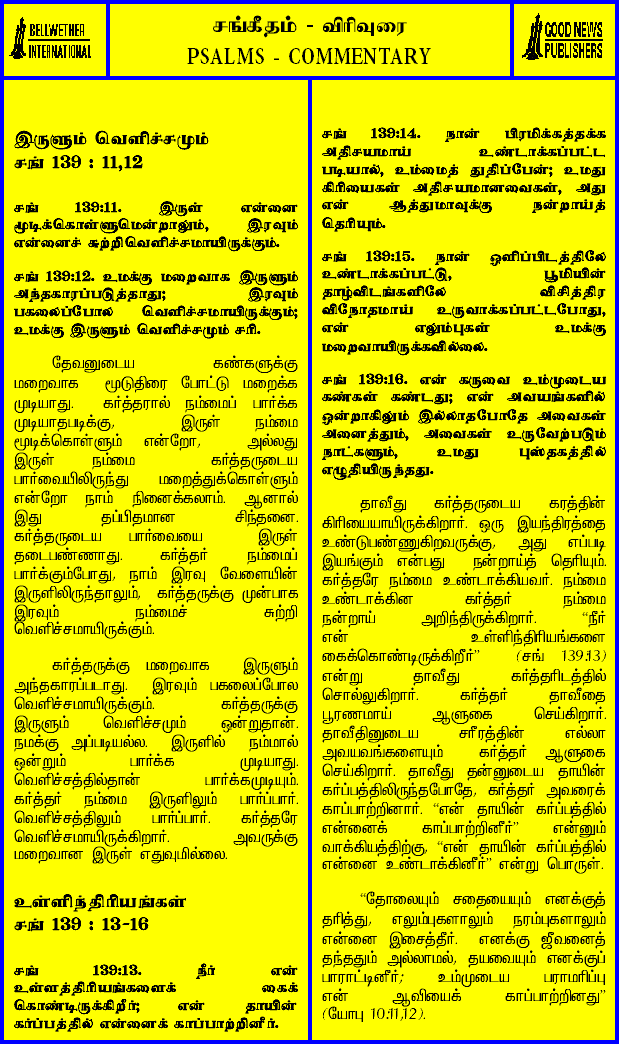 BELLWETHER
INTERNATIONAL
சங்கீதம் - விரிவுரை
PSALMS - COMMENTARY
GOOD NEWS
PUBLISHERS
இருளும் வெளிச்சமும்
சங் 139 : 11,12
சங் 139:11. இருள் என்னை
மூடிக்கொள்ளுமென்றாலும், இரவும்
என்னைச் சுற்றிவெளிச்சமாயிருக்கும்.
சங் 139:12. உமக்கு மறைவாக இருளும்
அந்தகாரப்படுத்தாது; இரவும்
பகலைப்போல வெளிச்சமாயிருக்கும்;
உமக்கு இருளும் வெளிச்சமும் சரி.
தேவனுடைய கண்களுக்கு
மறைவாக மூடுதிரை போட்டு மறைக்க
முடியாது. கர்த்தரால் நம்மைப் பார்க்க
முடியாதபடிக்கு, இருள் நம்மை
மூடிக்கொள்ளும் என்றோ, அல்லது
இருள் நம்மை கர்த்தருடைய
பார்வையிலிருந்து மறைத்துக்கொள்ளும்
என்றோ நாம் நினைக்கலாம். ஆனால்
இது தப்பிதமான சிந்தனை.
கர்த்தருடைய பார்வையை இருள்
தடைபண்ணாது. கர்த்தர் நம்மைப்
பார்க்கும்போது, நாம் இரவு வேளையின்
இருளிலிருந்தாலும், கர்த்தருக்கு முன்பாக
இரவும் நம்மைச் சுற்றி
வெளிச்சமாயிருக்கும்.
கர்த்தருக்கு மறைவாக இருளும்
அந்தகாரப்படாது. இரவும் பகலைப்போல
வெளிச்சமாயிருக்கும். கர்த்தருக்கு
இருளும் வெளிச்சமும் ஒன்றுதான்.
நமக்கு அப்படியல்ல. இருளில் நம்மால்
ஒன்றும் பார்க்க முடியாது.
வெளிச்சத்தில்தான் பார்க்கமுடியும்.
கர்த்தர் நம்மை இருளிலும் பார்ப்பார்.
வெளிச்சத்திலும் பார்ப்பார். கர்த்தரே
வெளிச்சமாயிருக்கிறார். அவருக்கு
மறைவான இருள் எதுவுமில்லை.
உள்ளிந்திரியங்கள்
சங் 139 : 13-16
சங் 139:13. நீர் என்
உள்ளத்திரியங்களைக் கைக்
கொண்டிருக்கிறீர்; என் தாயின்
கர்ப்பத்தில் என்னைக் காப்பாற்றினீர்.
சங் 139:14. நான் பிரமிக்கத்தக்க
அதிசயமாய் உண்டாக்கப்பட்ட
படியால், உம்மைத் துதிப்பேன்; உமது
கிரியைகள் அதிசயமானவைகள், அது
என் ஆத்துமாவுக்கு நன்றாய்த்
தெரியும்.
சங் 139:15. நான் ஒளிப்பிடத்திலே
உண்டாக்கப்பட்டு, பூமியின்
தாழ்விடங்களிலே விசித்திர
விநோதமாய் உருவாக்கப்பட்டபோது,
என் எலும்புகள் உமக்கு
மறைவாயிருக்கவில்லை.
சங் 139:16. என் கருவை உம்முடைய
கண்கள் கண்டது; என் அவயங்களில்
ஒன்றாகிலும் இல்லாதபோதே அவைகள்
அனைத்தும், அவைகள் உருவேற்படும்
நாட்களும், உமது புஸ்தகத்தில்
எழுதியிருந்தது.
தாவீது கர்த்தருடைய கரத்தின்
கிரியையாயிருக்கிறார். ஒரு இயந்திரத்தை
உண்டுபண்ணுகிறவருக்கு, அது எப்படி
இயங்கும் என்பது நன்றாய்த் தெரியும்.
கர்த்தரே நம்மை உண்டாக்கியவர். நம்மை
உண்டாக்கின கர்த்தர் நம்மை
நன்றாய் அறிந்திருக்கிறார். “நீர்
என் உள்ளிந்திரியங்களை
கைக்கொண்டிருக்கிறீர்” (சங் 139:13)
என்று தாவீது கர்த்தரிடத்தில்
சொல்லுகிறார். கர்த்தர் தாவீதை
பூரணமாய் ஆளுகை செய்கிறார்.
தாவீதினுடைய சரீரத்தின் எல்லா
அவயவங்களையும் கர்த்தர் ஆளுகை
செய்கிறார். தாவீது தன்னுடைய தாயின்
கர்ப்பத்திலிருந்தபோதே, கர்த்தர் அவரைக்
காப்பாற்றினார். “என் தாயின் கர்ப்பத்தில்
என்னைக் காப்பாற்றினீர்” என்னும்
வாக்கியத்திற்கு, “என் தாயின் கர்ப்பத்தில்
என்னை உண்டாக்கினீர்” என்று பொருள்.
“தோலையும் சதையையும் எனக்குத்
தரித்து, எலும்புகளாலும் நரம்புகளாலும்
என்னை இசைத்தீர். எனக்கு ஜீவனைத்
தந்ததும் அல்லாமல், தயவையும் எனக்குப்
பாராட்டினீர்; உம்முடைய பராமரிப்பு
என் ஆவியைக் காப்பாற்றினது”
(யோபு 10:11,12).